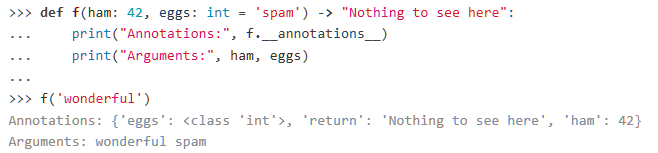 >>> def f(ham: 42, eggs: int = 'spam') -> "Nothing to see here":
...     print("Annotations:", f.__annotations__)
...     print("Arguments:", ham, eggs)
...
>>> f('wonderful')
Annotations: {'eggs': <class 'int'>, 'return': 'Nothing to see here', 'ham': 42}
Arguments: wonderful spam